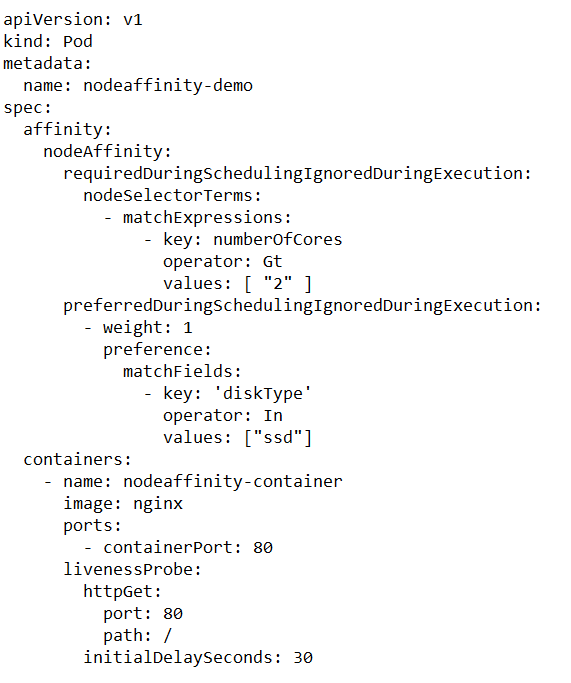 apiVersion: v1
kind: Pod
metadata:
  name: nodeaffinity-demo
spec:
  affinity:
    nodeAffinity:
      requiredDuringSchedulingIgnoredDuringExecution:
        nodeSelectorTerms:
          - matchExpressions:
              - key: numberOfCores
                operator: Gt
                values: [ "2" ]
      preferredDuringSchedulingIgnoredDuringExecution:
        - weight: 1
          preference:
            matchFields:
              - key: 'diskType'
                operator: In
                values: ["ssd"]
  containers:
    - name: nodeaffinity-container
      image: nginx
      ports:
        - containerPort: 80
      livenessProbe:
        httpGet:
          port: 80
          path: /
        initialDelaySeconds: 30